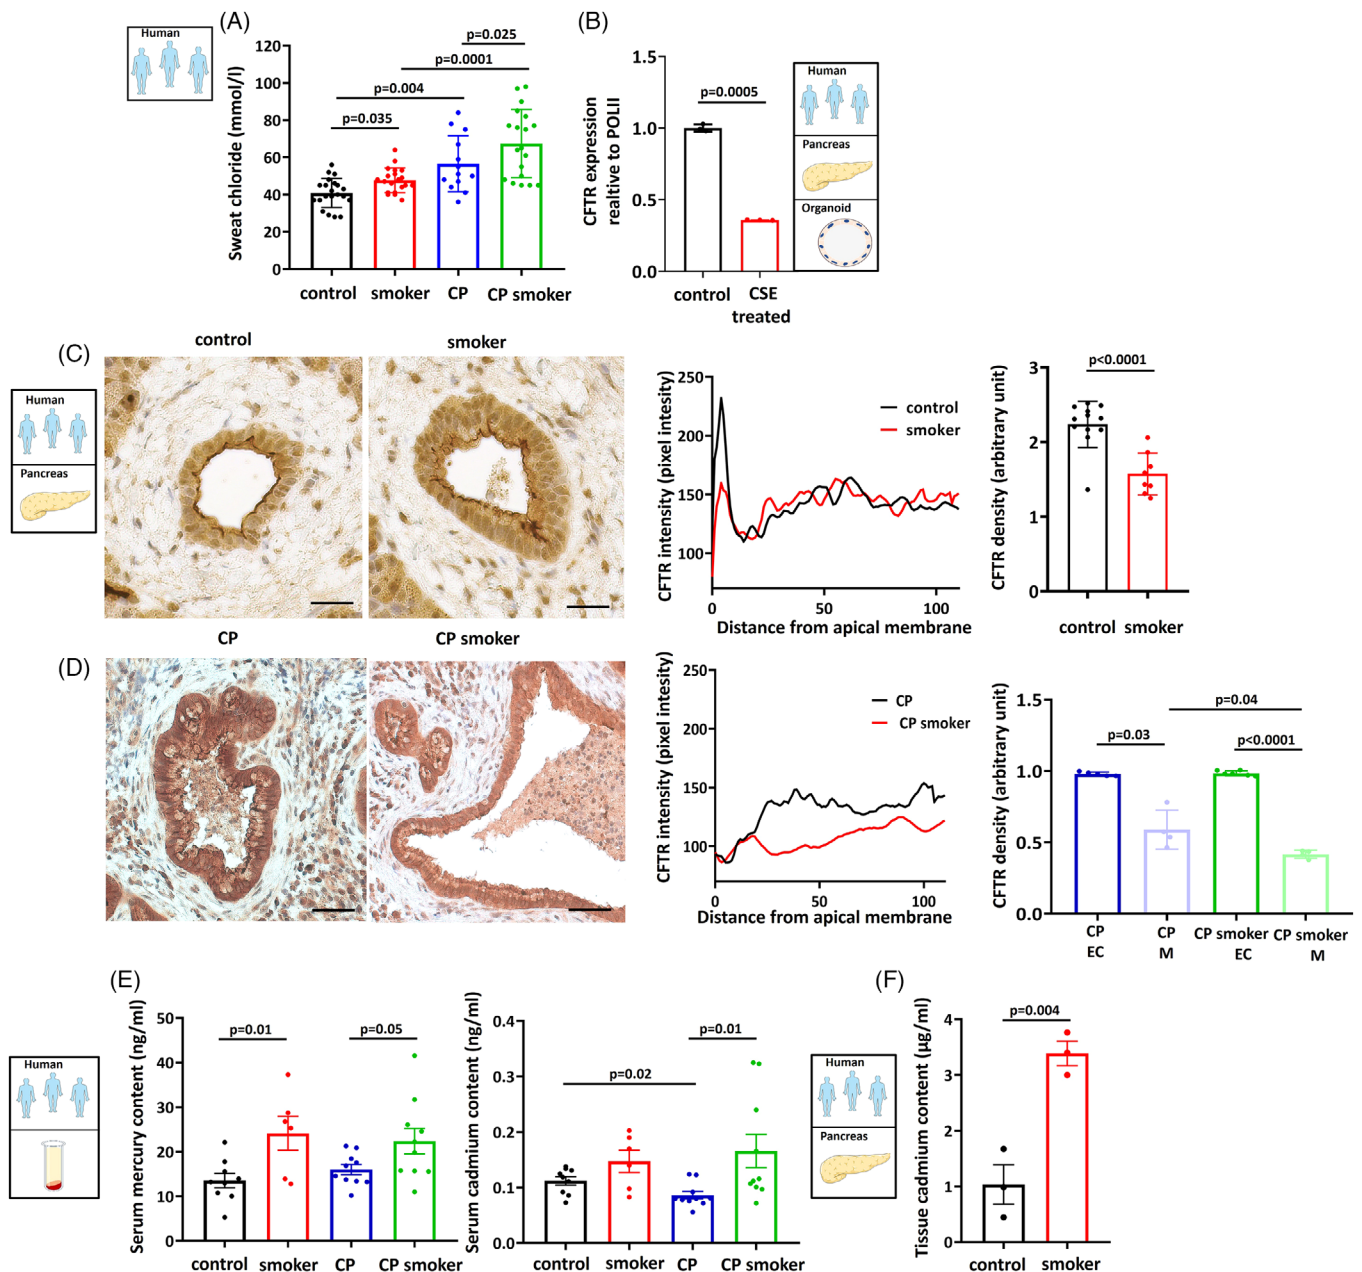 (A)
Human
Sweat chloride (mmol/l)
120
100
80
60
40
20
0
p=0.025
p=0.0001
p=0.004
p=0.035
control
smoker
CP
CP smoker
(B)
CFTR expression
realtive to POLII
1.5
1.0
0.5
0.0
p=0.0005
control
CSE
treated
Human
Pancreas
Organoid
(C)
Human
Pancreas
control
smoker
CFTR intensity (pixel intesity)
250
200
150
100
control
smoker
0
50
100
Distance from apical membrane
CFTR density (arbitrary unit)
3
2
1
0
p<0.0001
control
smoker
(D)
CP
CP smoker
CFTR intensity (pixel intesity)
250
200
150
100
CP
CP smoker
0
50
100
Distance from apical membrane
CFTR density (arbitrary unit)
1.5
1.0
0.5
0.0
p=0.04
p=0.03
p<0.0001
CP
EC
CP
M
CP smoker
EC
CP smoker
M
(E)
Human
Serum mercury content (ng/ml)
50
40
30
20
10
0
p=0.01
p=0.05
control
smoker
CP
CP smoker
Serum cadmium content (ng/ml)
0.4
0.3
0.2
0.1
0.0
p=0.01
p=0.02
control
smoker
CP
CP smoker
(F)
Human
Pancreas
Tissue cadmium content (µg/ml)
4
3
2
1
0
p=0.004
control
smoker